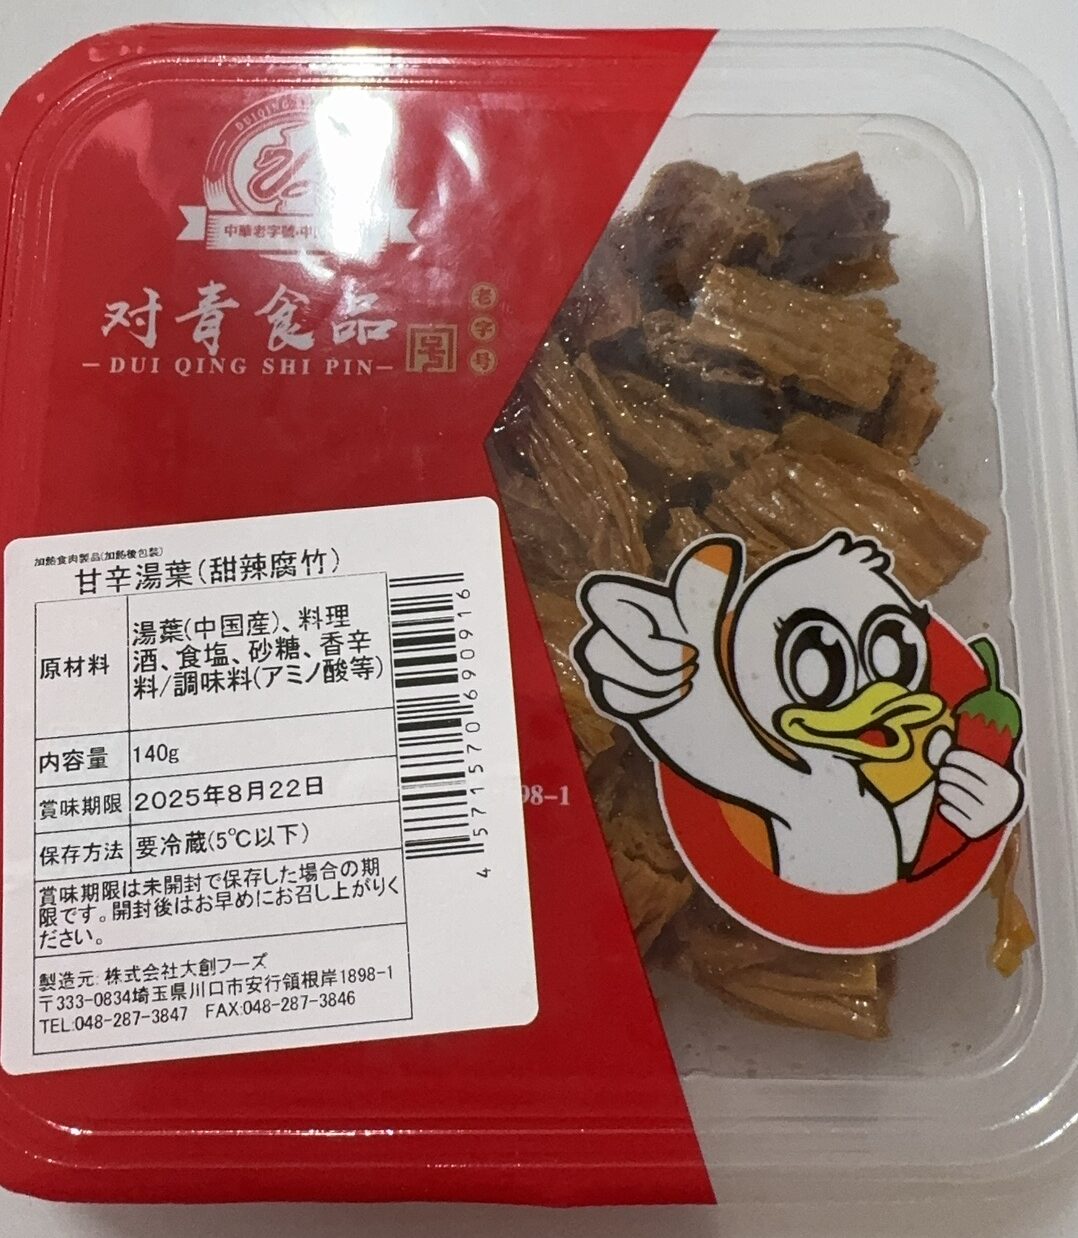 DUIQING
中華老字號·中
对青食品
老字号
号
DUI QING SHI PIN
加熱食肉製品(加熱後包装)
甘辛湯葉(甜辣腐竹)
原材料
湯葉(中国産)、料理
酒、食塩、砂糖、香辛
料/調味料(アミノ酸等)
内容量
140g
賞味期限
2025年8月22日
保存方法
要冷蔵(5℃以下)
賞味期限は未開封で保存した場合の期
限です。開封後はお早めにお召し上がりく
ださい。
製造元: 株式会社大創フーズ
〒333-0834埼玉県川口市安行領根岸1898-1
TEL:048-287-3847 FAX:048-287-3846
4 571570 690916
98-1